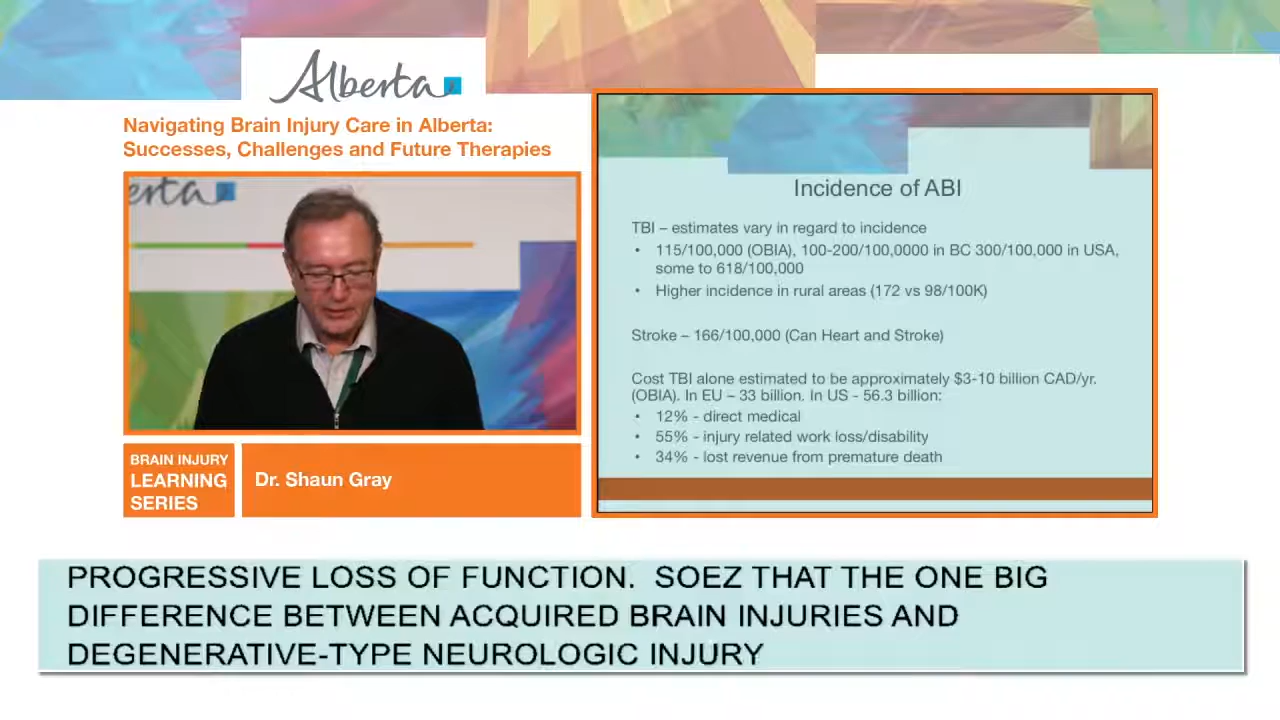 Alberta
Navigating Brain Injury Care in Alberta:
Successes, Challenges and Future Therapies
erta
BRAIN INJURY
LEARNING
SERIES
Dr. Shaun Gray
Incidence of ABI
TBI – estimates vary in regard to incidence
• 115/100,000 (OBIA), 100-200/100,0000 in BC 300/100,000 in USA,
some to 618/100,000
• Higher incidence in rural areas (172 vs 98/100K)
Stroke – 166/100,000 (Can Heart and Stroke)
Cost TBI alone estimated to be approximately $3-10 billion CAD/yr.
(OBIA). In EU – 33 billion. In US - 56.3 billion:
• 12% - direct medical
• 55% - injury related work loss/disability
• 34% - lost revenue from premature death
PROGRESSIVE LOSS OF FUNCTION.  SOEZ THAT THE ONE BIG
DIFFERENCE BETWEEN ACQUIRED BRAIN INJURIES AND
DEGENERATIVE-TYPE NEUROLOGIC INJURY